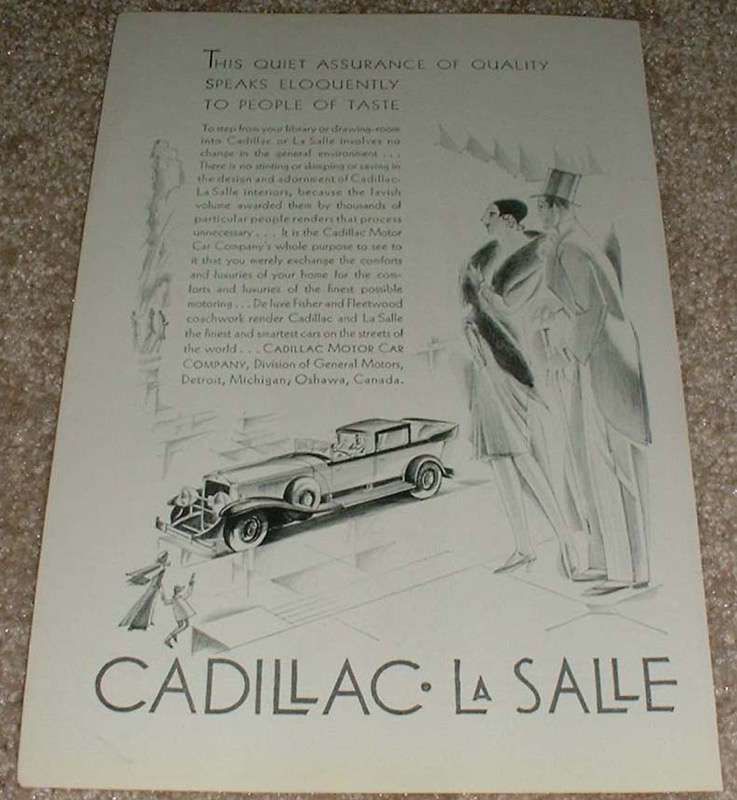 THIS QUIET ASSURANCE OF QUALITY
SPEAKS ELOQUENTLY
TO PEOPLE OF TASTE
To step from your library or drawing-room
into Cadillac or La Salle involves no
change in the general environment . . .
There is no stinting or skimping or saving in
the design and adornment of Cadillac-
La Salle interiors, because the lavish
volume awarded them by thousands of
particular people renders that process
unnecessary . . . It is the Cadillac Motor
Car Company's whole purpose to see to
it that you merely exchange the comforts
and luxuries of your home for the com-
forts and luxuries of the finest possible
motoring . . . De luxe Fisher and Fleetwood
coachwork render Cadillac and La Salle
the finest and smartest cars on the streets of
the world . . . CADILLAC MOTOR CAR
COMPANY, Division of General Motors,
Detroit, Michigan; Oshawa, Canada.
CADILLAC · LA SALLE